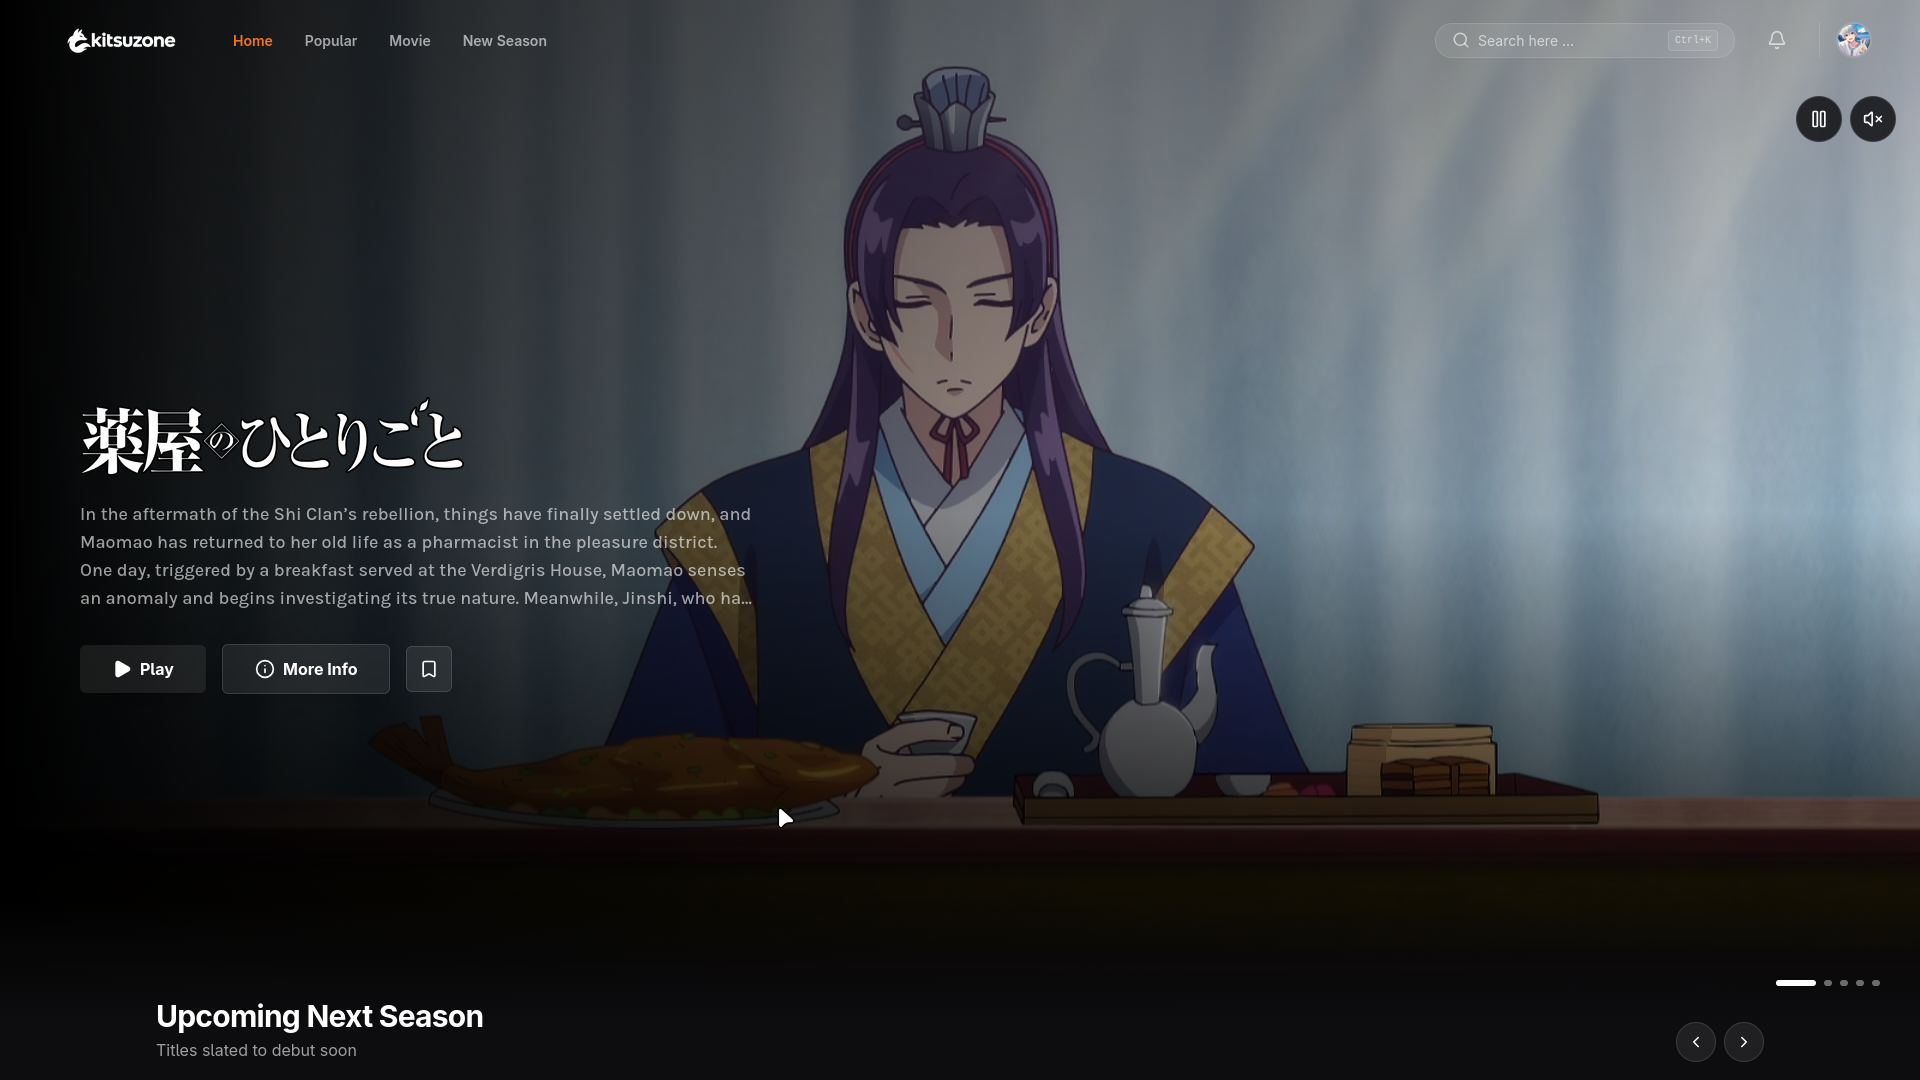 kitsuzone
Home
Popular
Movie
New Season
Search here ...
Ctrl+K
薬屋のひとりごと
In the aftermath of the Shi Clan’s rebellion, things have finally settled down, and
Maomao has returned to her old life as a pharmacist in the pleasure district.
One day, triggered by a breakfast served at the Verdigris House, Maomao senses
an anomaly and begins investigating its true nature. Meanwhile, Jinshi, who ha...
Play
More Info
Upcoming Next Season
Titles slated to debut soon